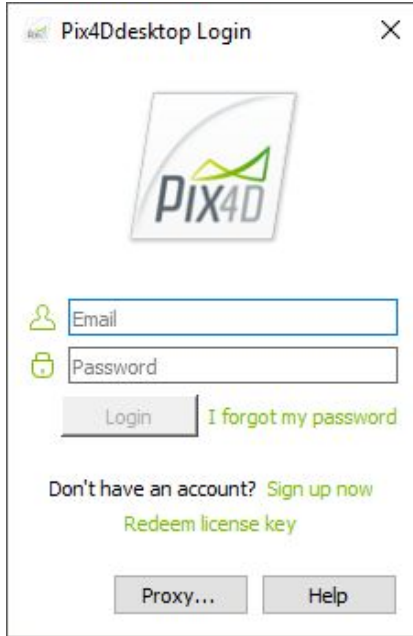 Pix4Ddesktop Login
PIX4D
Email
Password
Login I forgot my password
Don't have an account? Sign up now
Redeem license key
Proxy... Help